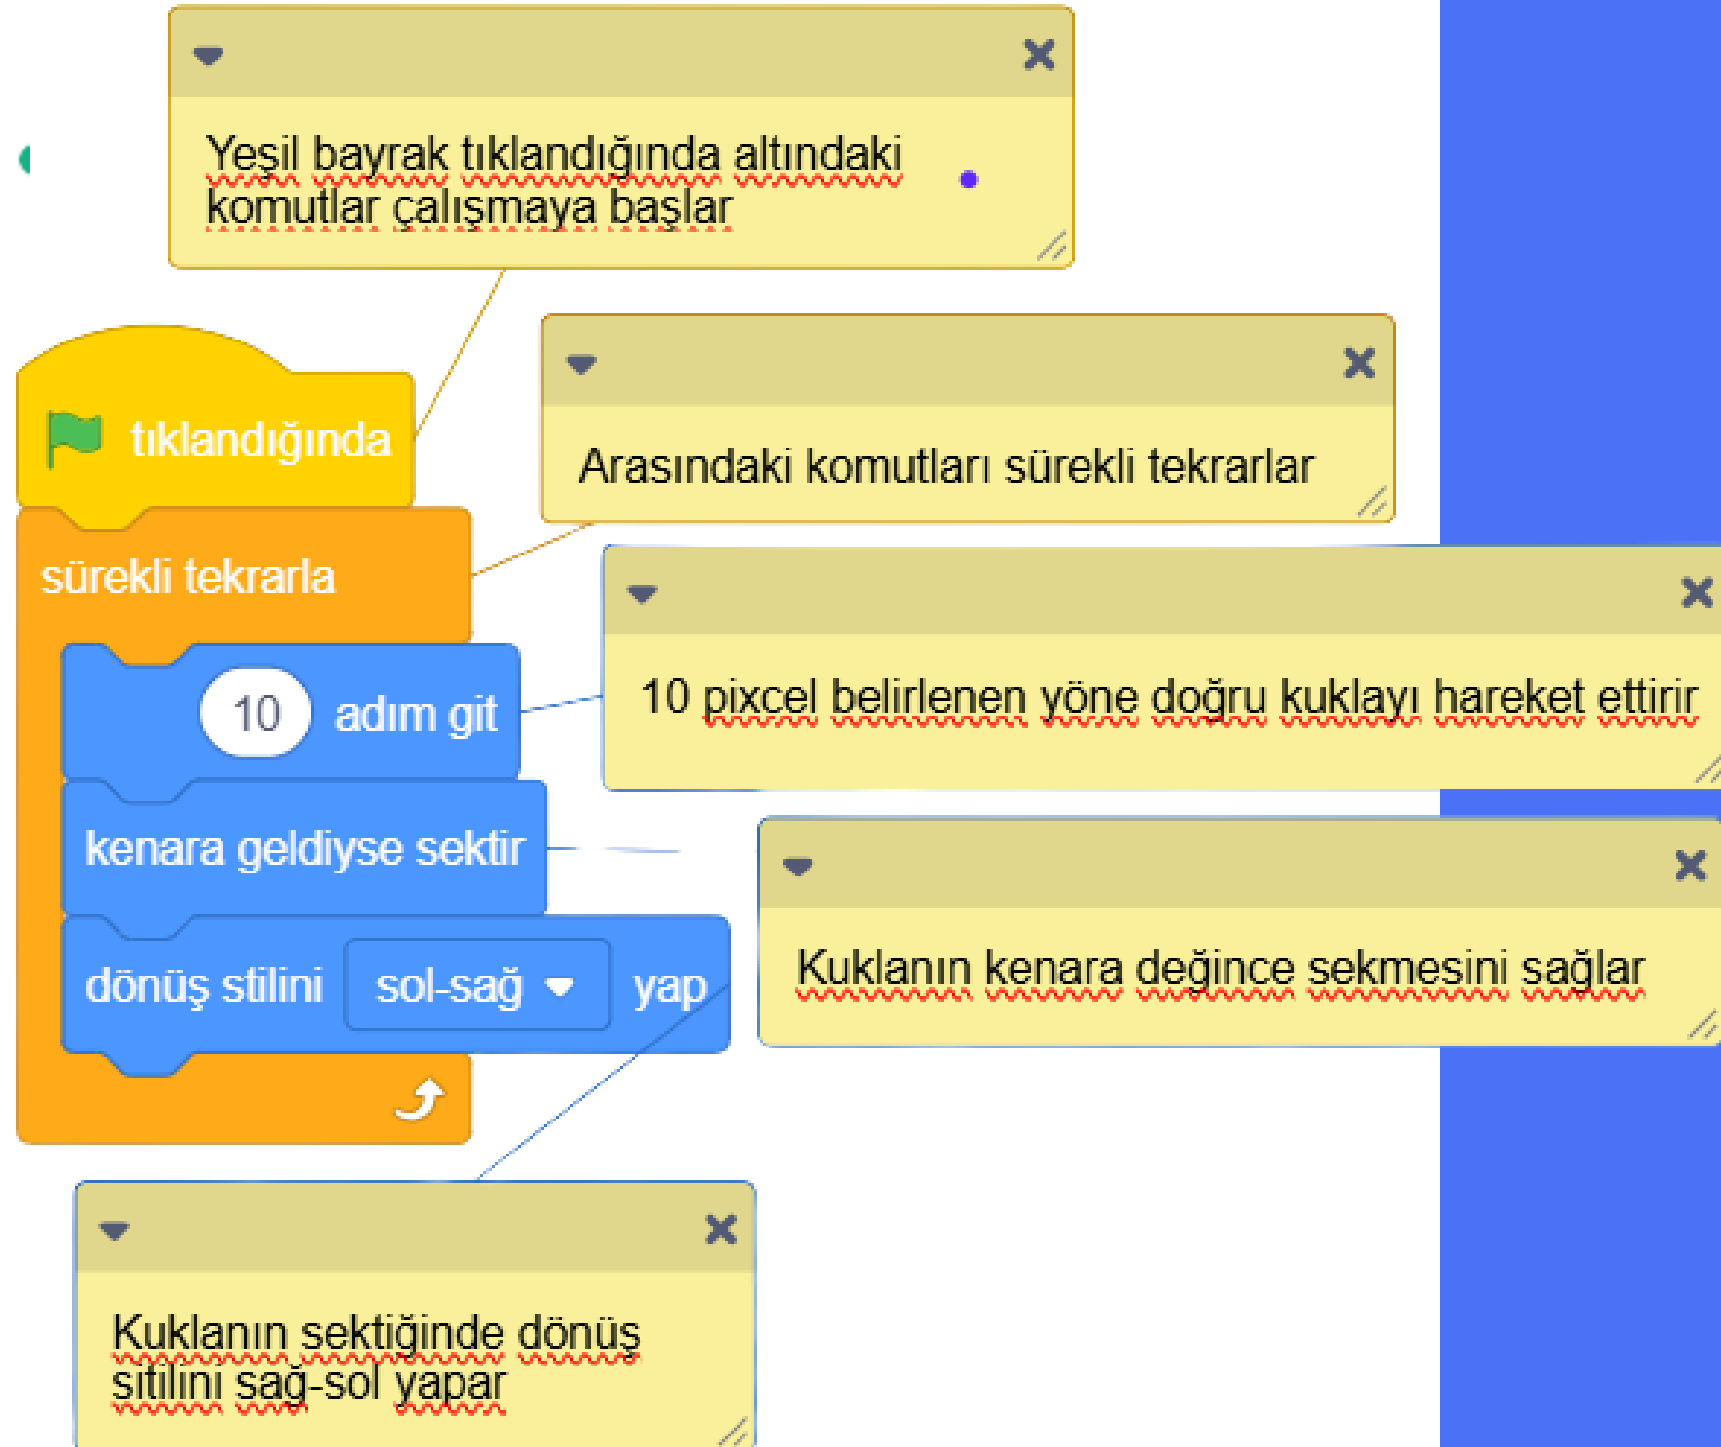 Yeşil bayrak tıklandığında altındaki
komutlar çalışmaya başlar
tıklandığında
Arasındaki komutları sürekli tekrarlar
sürekli tekrarla
10 adım git
10 pixcel belirlenen yöne doğru kuklayı hareket ettirir
kenara geldiyse sektir
Kuklanın kenara değince sekmesini sağlar
dönüş stilini sol-sağ yap
Kuklanın sektiğinde dönüş
sitilini sağ-sol yapar